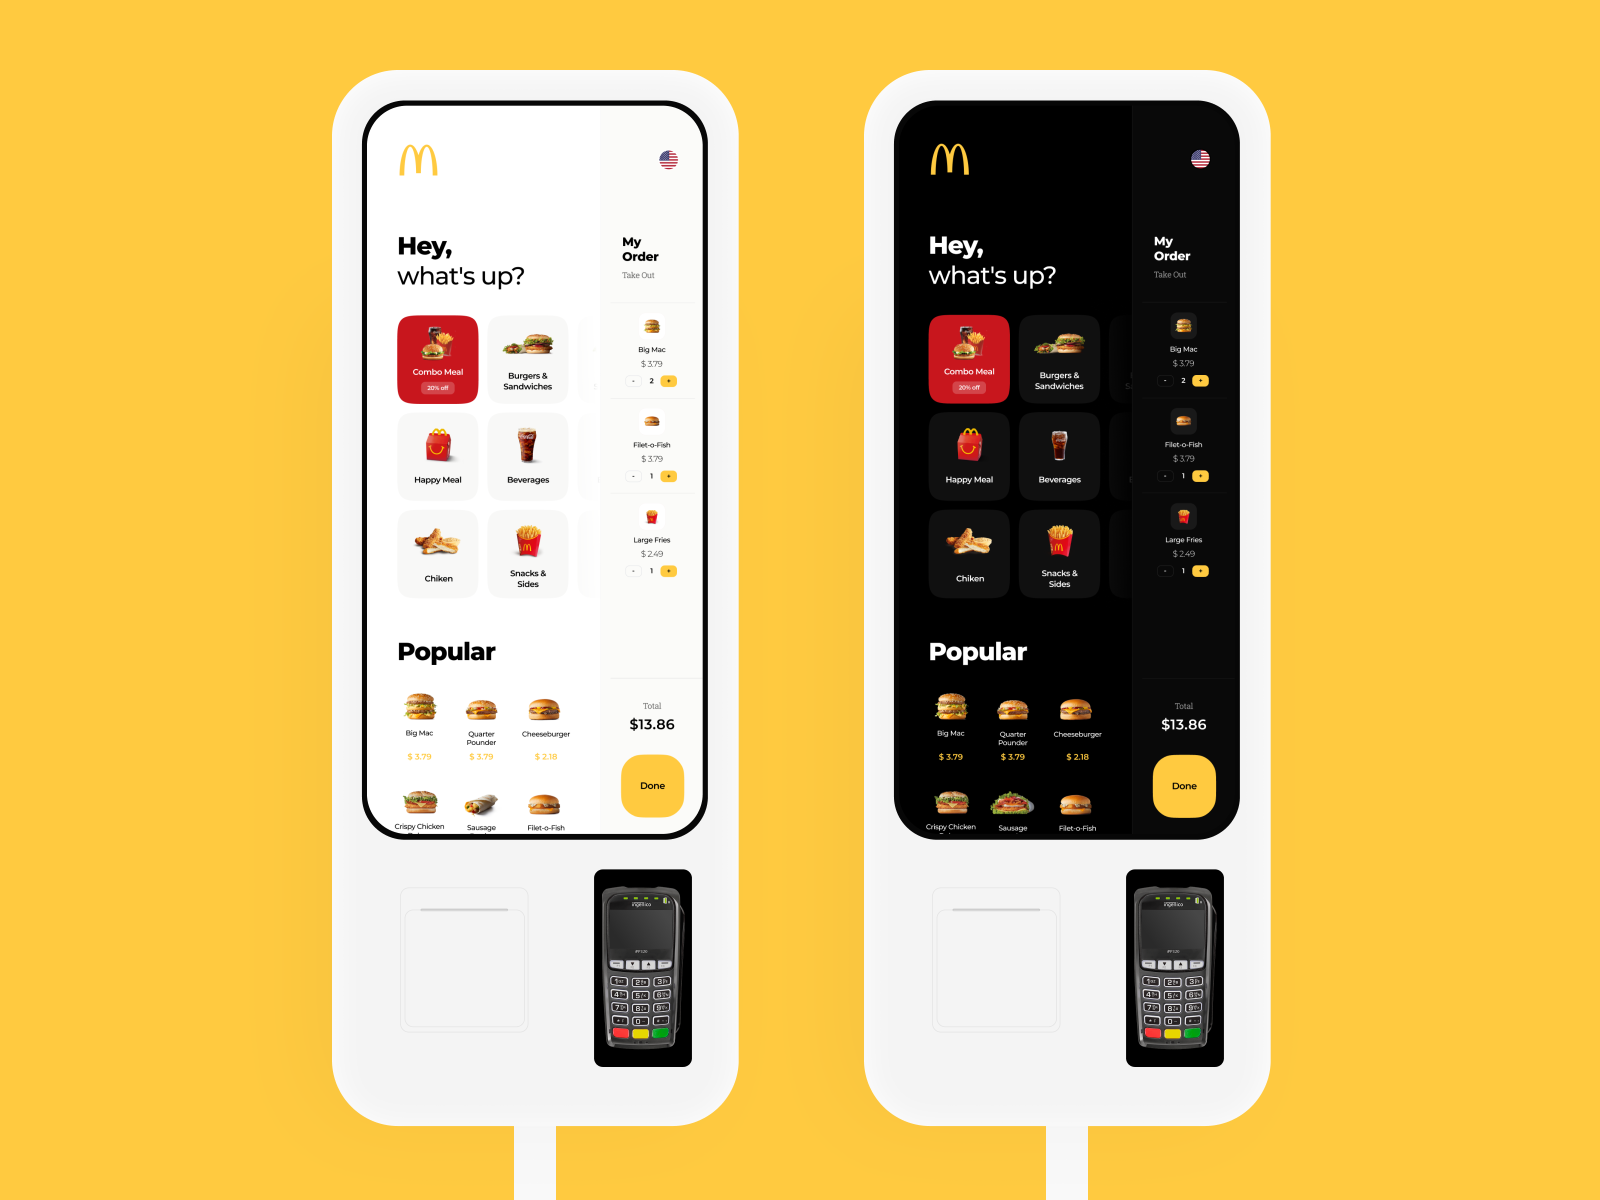 Hey,
what's up?
Combo Meal
20% off
Burgers &
Sandwiches
Happy Meal
Beverages
Chiken
Snacks &
Sides
Popular
Big Mac
$ 3.79
Quarter
Pounder
$ 3.79
Cheeseburger
$ 2.18
Crispy Chicken
Sausage
Filet-o-Fish
My
Order
Take Out
Big Mac
$ 3.79
- 2 +
Filet-o-Fish
$ 3.79
- 1 +
Large Fries
$ 2.49
- 1 +
Total
$13.86
Done
ingenico
Hey,
what's up?
Combo Meal
20% off
Burgers &
Sandwiches
Happy Meal
Beverages
Chiken
Snacks &
Sides
Popular
Big Mac
$ 3.79
Quarter
Pounder
$ 3.79
Cheeseburger
$ 2.18
Crispy Chicken
Sausage
Filet-o-Fish
My
Order
Take Out
Big Mac
$ 3.79
- 2 +
Filet-o-Fish
$ 3.79
- 1 +
Large Fries
$ 2.49
- 1 +
Total
$13.86
Done
ingenico